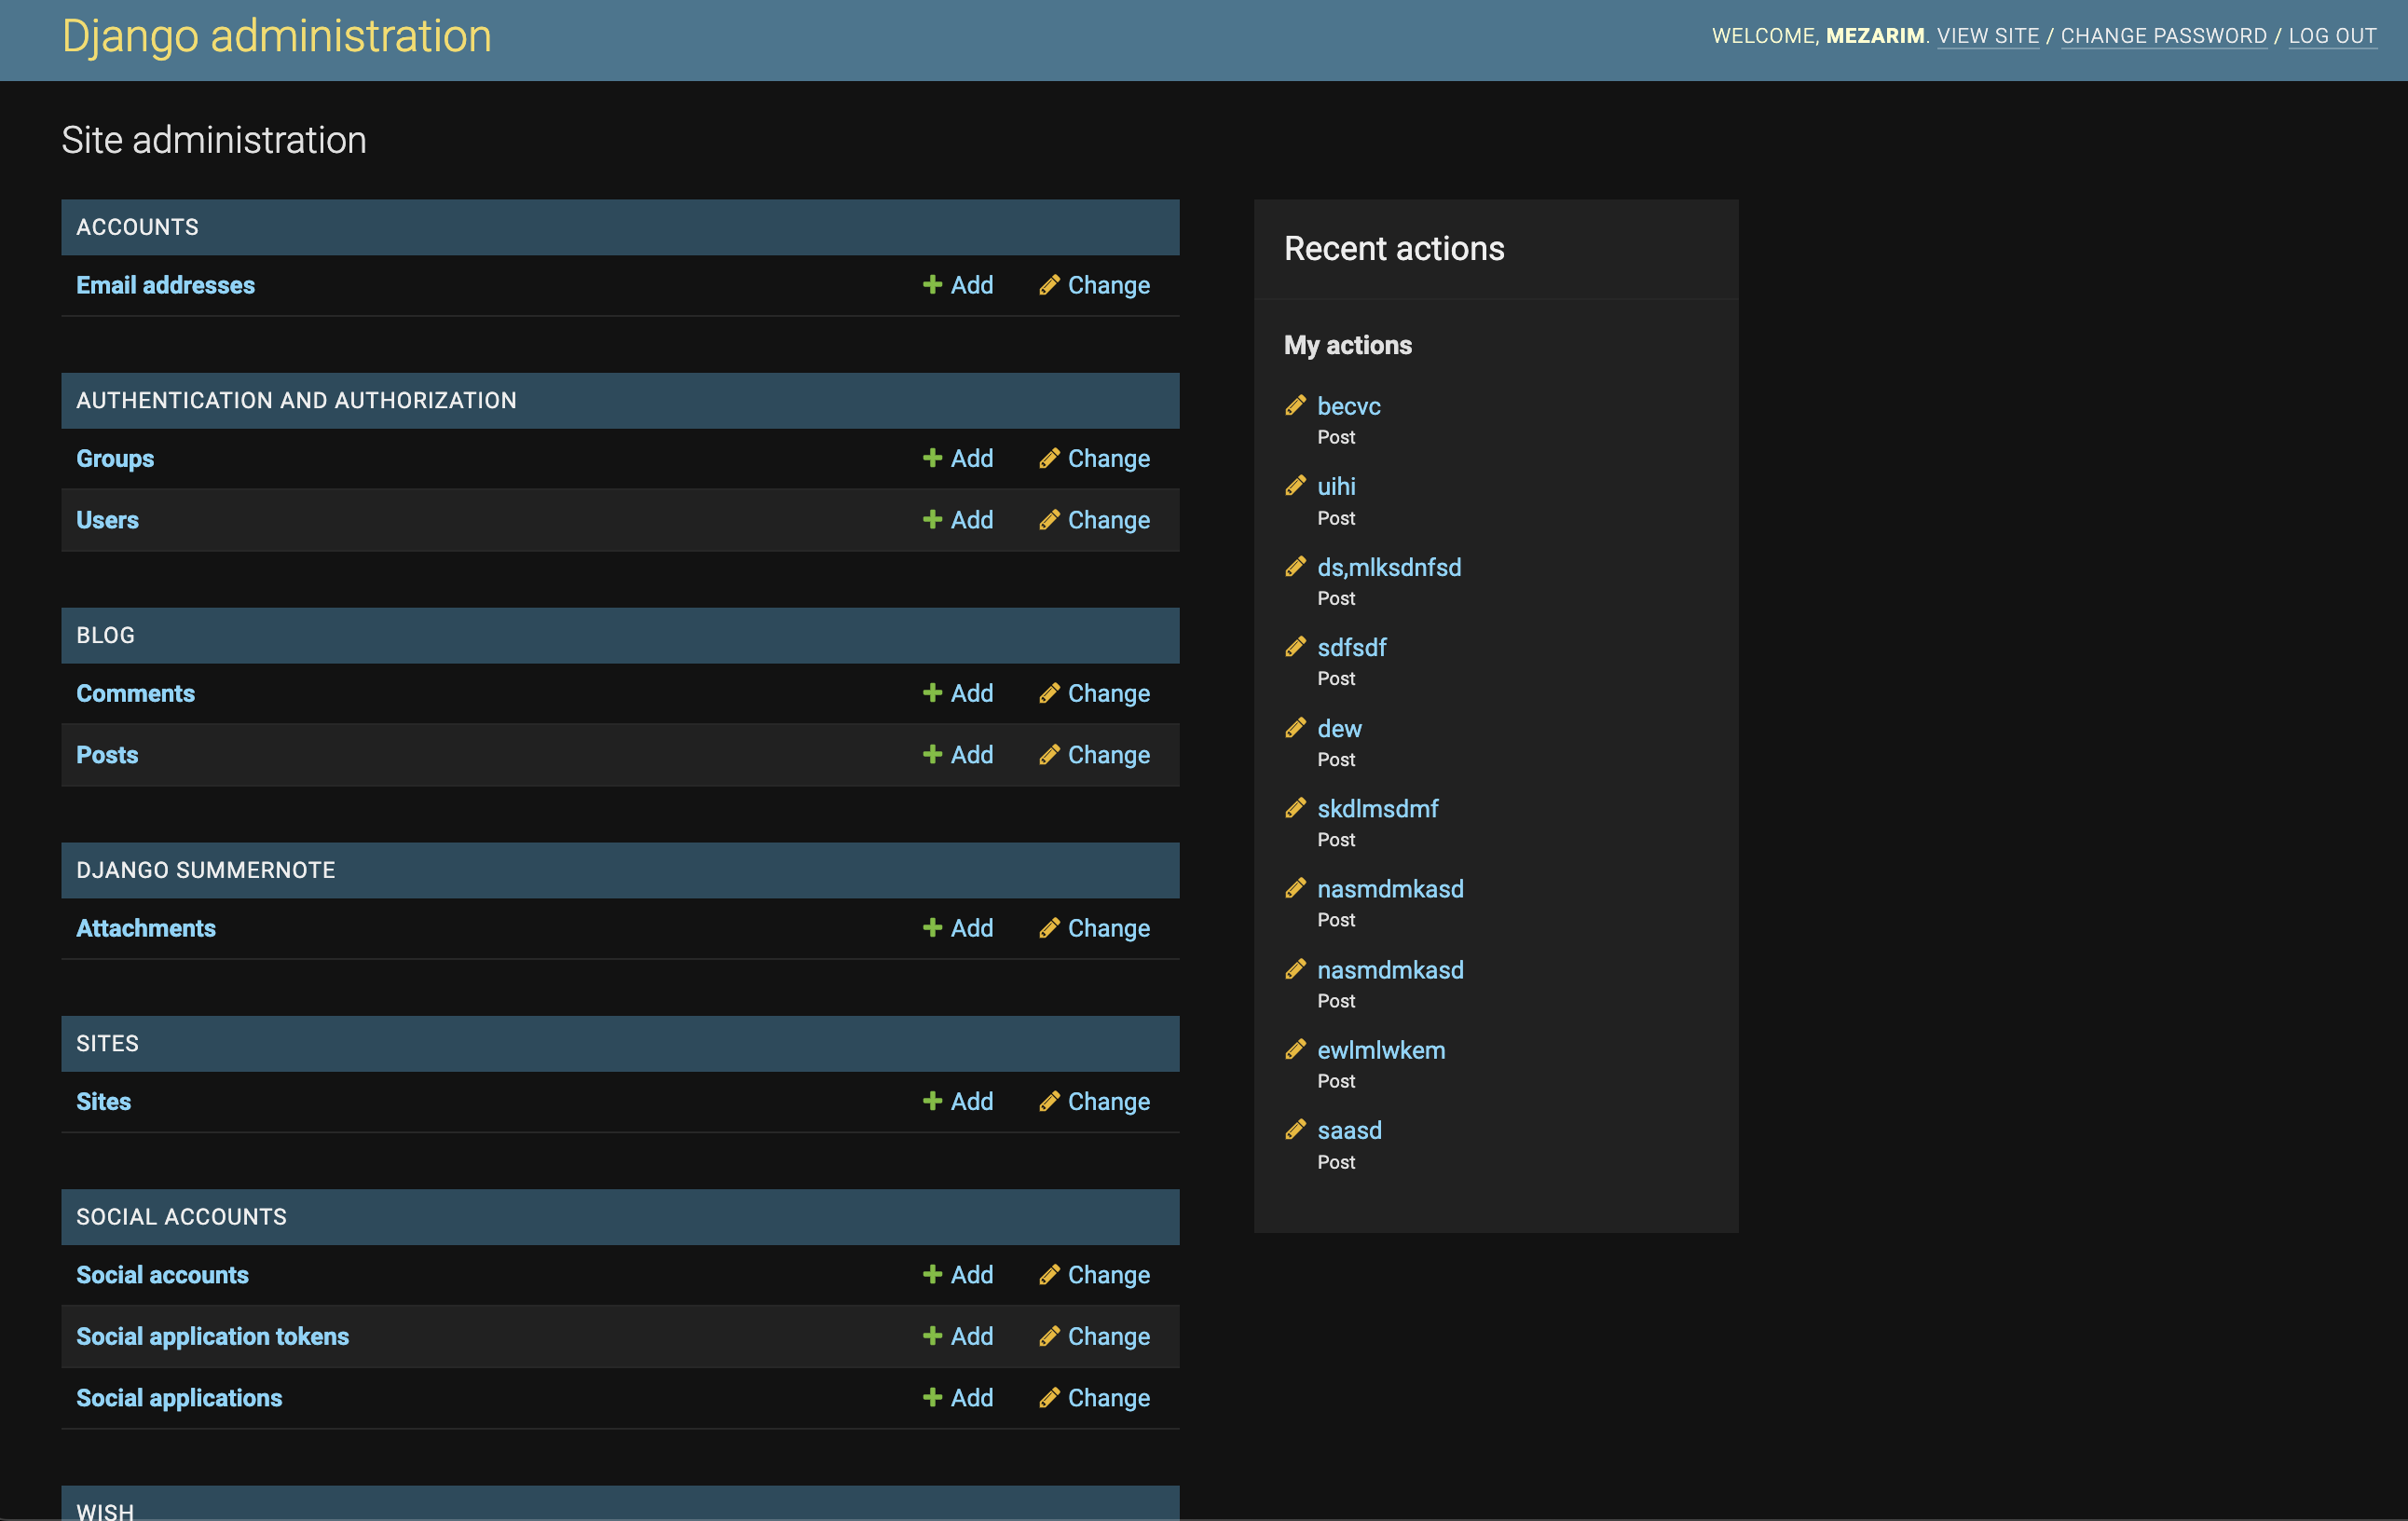 Django administration
WELCOME, MEZARIM. VIEW SITE / CHANGE PASSWORD / LOG OUT
Site administration
ACCOUNTS
Email addresses Add Change
AUTHENTICATION AND AUTHORIZATION
Groups Add Change
Users Add Change
BLOG
Comments Add Change
Posts Add Change
DJANGO SUMMERNOTE
Attachments Add Change
SITES
Sites Add Change
SOCIAL ACCOUNTS
Social accounts Add Change
Social application tokens Add Change
Social applications Add Change
WISH
Recent actions
My actions
becvc
Post
uihi
Post
ds,mlksdnfsd
Post
sdfsdf
Post
dew
Post
skdlmsdmf
Post
nasmdmkasd
Post
nasmdmkasd
Post
ewlmlwkem
Post
saasd
Post